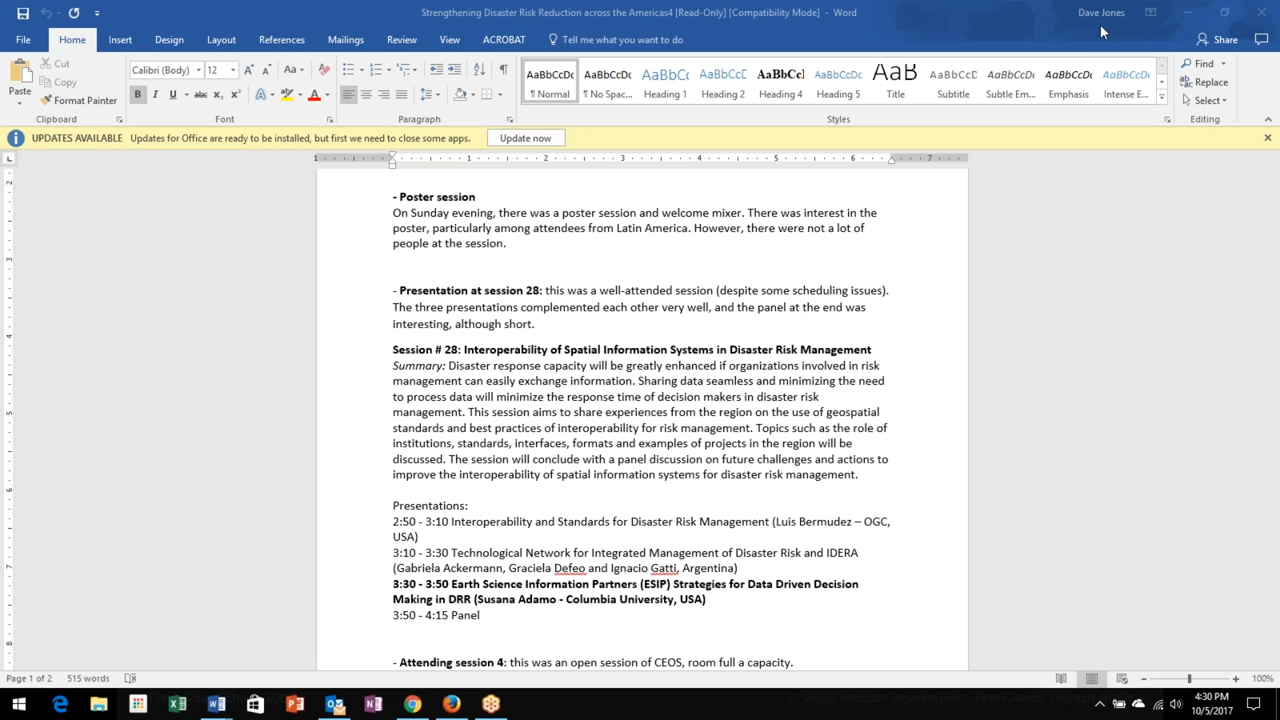 Strengthening Disaster Risk Reduction across the Americas4 [Read-Only] [Compatibility Mode] - Word
Dave Jones
File Home Insert Design Layout References Mailings Review View ACROBAT Tell me what you want to do Share
Paste Cut Copy Format Painter
Clipboard
Calibri (Body) 12
Font
Paragraph
AaBbCcDc AaBbCcDc AaBbCc AaBbCcD AaBbCcI AaBbCcDc AaB AaBbCcD AaBbCcDc AaBbCcDc AaBbCcDc
¶ Normal ¶ No Spac... Heading 1 Heading 2 Heading 4 Heading 5 Title Subtitle Subtle Em... Emphasis Intense E...
Styles
Find
Replace
Select
Editing
UPDATES AVAILABLE Updates for Office are ready to be installed, but first we need to close some apps. Update now
1 1 2 3 4 5 6 7
- Poster session
On Sunday evening, there was a poster session and welcome mixer. There was interest in the
poster, particularly among attendees from Latin America. However, there were not a lot of
people at the session.
- Presentation at session 28: this was a well-attended session (despite some scheduling issues).
The three presentations complemented each other very well, and the panel at the end was
interesting, although short.
Session # 28: Interoperability of Spatial Information Systems in Disaster Risk Management
Summary: Disaster response capacity will be greatly enhanced if organizations involved in risk
management can easily exchange information. Sharing data seamless and minimizing the need
to process data will minimize the response time of decision makers in disaster risk
management. This session aims to share experiences from the region on the use of geospatial
standards and best practices of interoperability for risk management. Topics such as the role of
institutions, standards, interfaces, formats and examples of projects in the region will be
discussed. The session will conclude with a panel discussion on future challenges and actions to
improve the interoperability of spatial information systems for disaster risk management.
Presentations:
2:50 - 3:10 Interoperability and Standards for Disaster Risk Management (Luis Bermudez – OGC,
USA)
3:10 - 3:30 Technological Network for Integrated Management of Disaster Risk and IDERA
(Gabriela Ackermann, Graciela Defeo and Ignacio Gatti, Argentina)
3:30 - 3:50 Earth Science Information Partners (ESIP) Strategies for Data Driven Decision
Making in DRR (Susana Adamo - Columbia University, USA)
3:50 - 4:15 Panel
- Attending session 4: this was an open session of CEOS, room full a capacity.
Page 1 of 2 515 words 100%
4:30 PM
10/5/2017